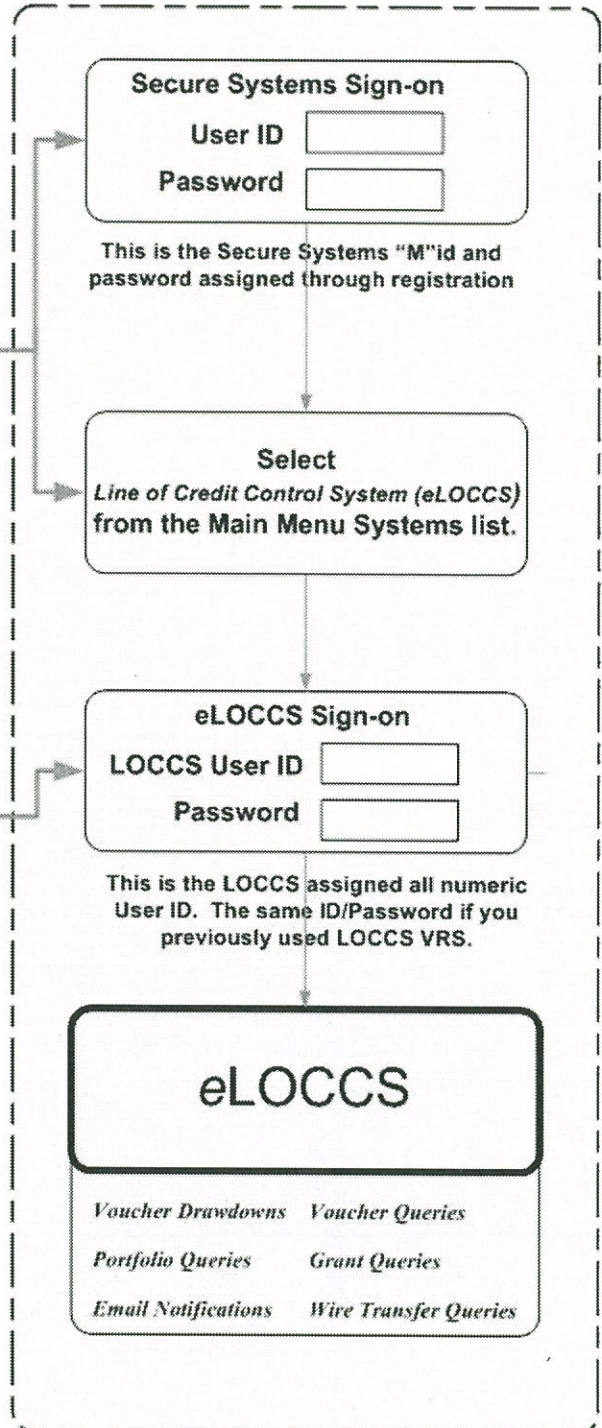 Secure Systems Sign-on
User ID
Password
This is the Secure Systems “M”id and
password assigned through registration
Select
Line of Credit Control System (eLOCCS)
from the Main Menu Systems list.
eLOCCS Sign-on
LOCCS User ID
Password
This is the LOCCS assigned all numeric
User ID.  The same ID/Password if you
previously used LOCCS VRS.
eLOCCS
Voucher Drawdowns Voucher Queries
Portfolio Queries Grant Queries
Email Notifications Wire Transfer Queries